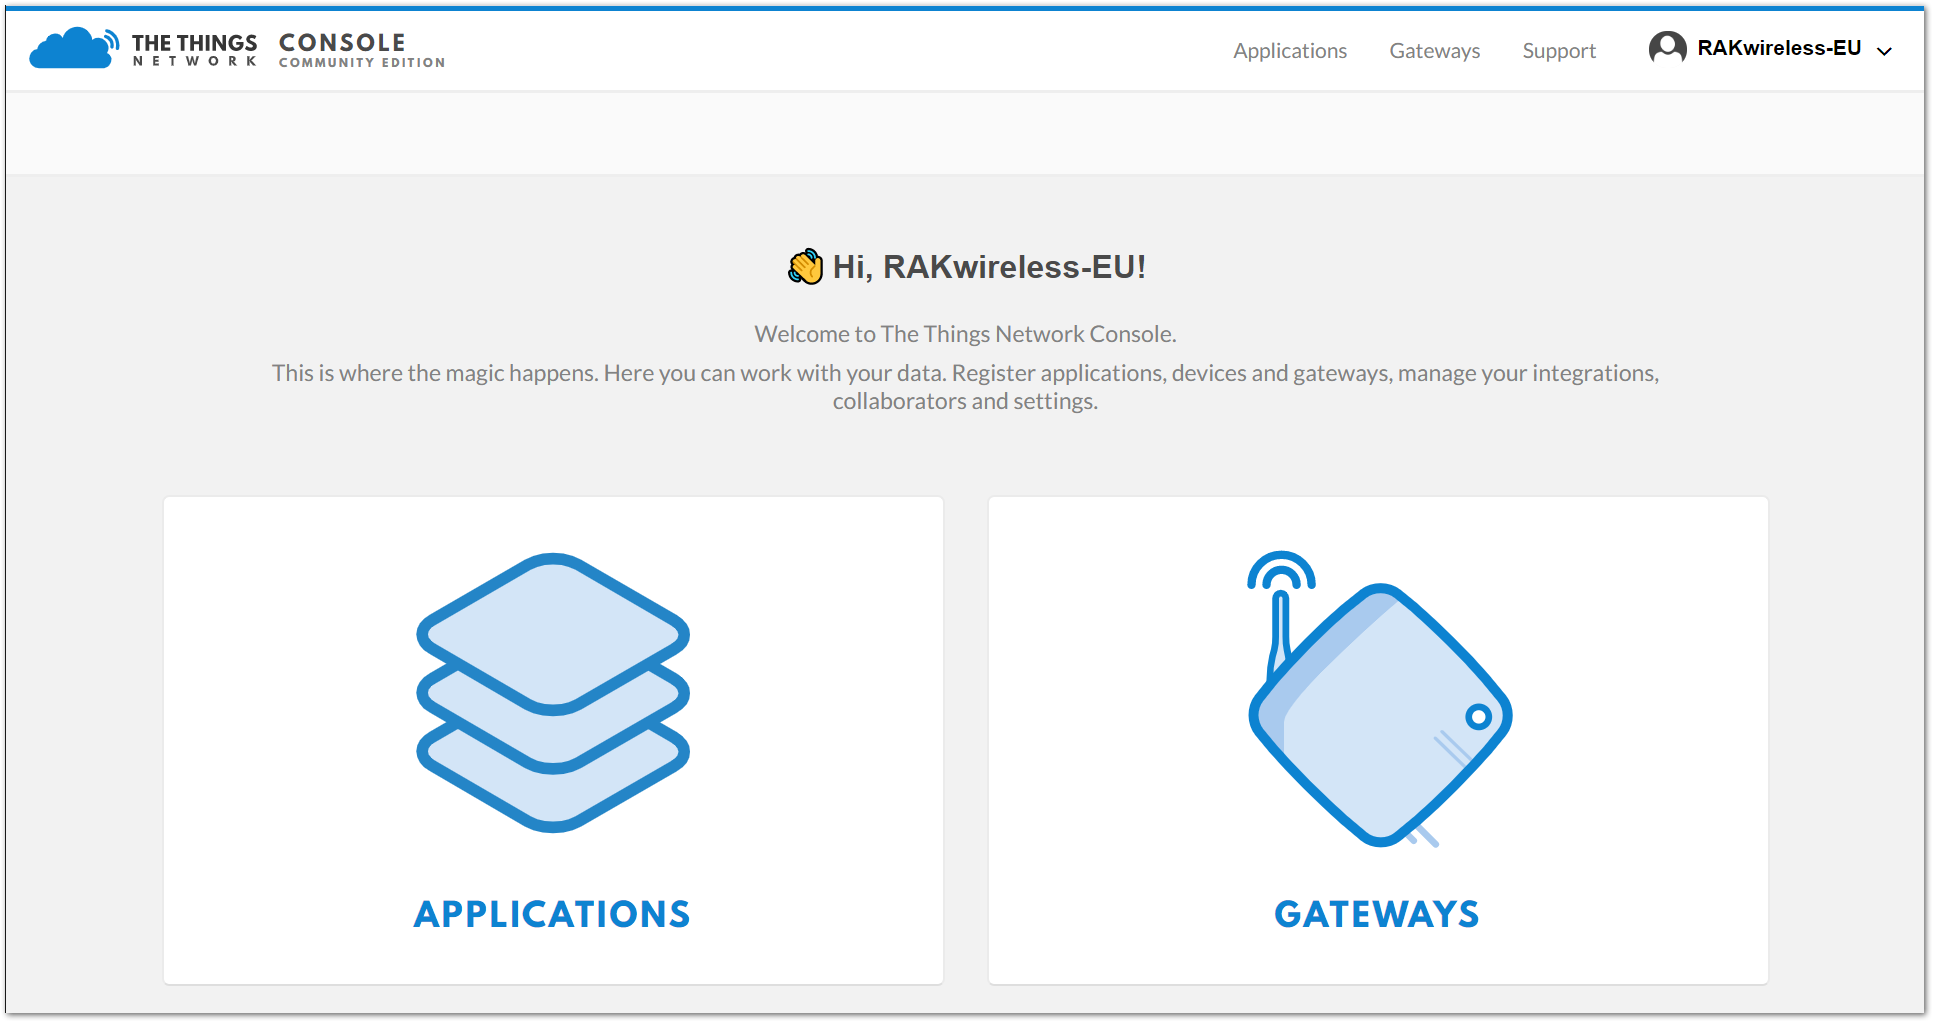 THE THINGS
NETWORK
CONSOLE
COMMUNITY EDITION
Applications
Gateways
Support
RAKwireless-EU
👋 Hi, RAKwireless-EU!
Welcome to The Things Network Console.
This is where the magic happens. Here you can work with your data. Register applications, devices and gateways, manage your integrations,
collaborators and settings.
APPLICATIONS
GATEWAYS